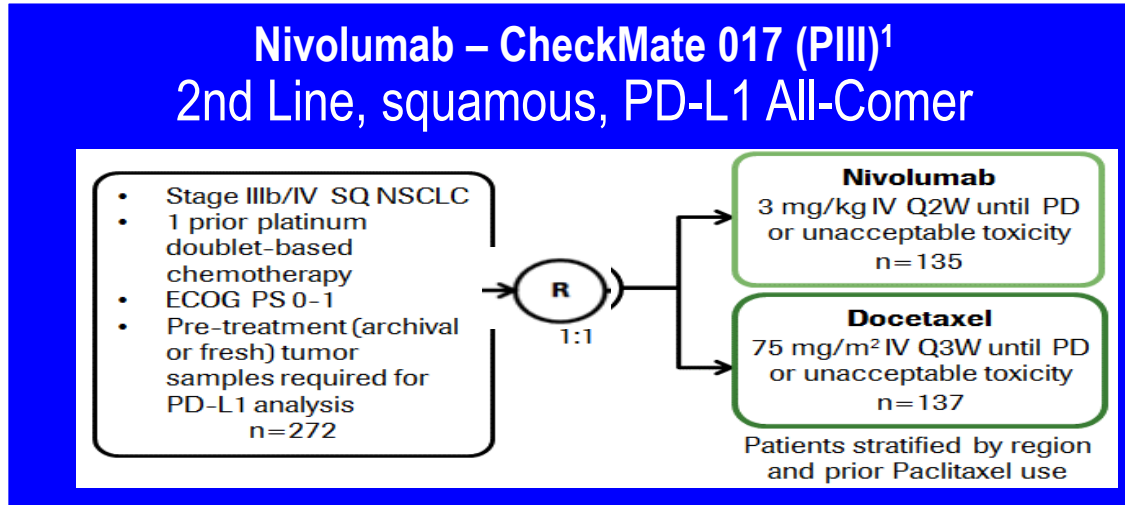 Nivolumab – CheckMate 017 (PIII)¹
2nd Line, squamous, PD-L1 All-Comer
• Stage IIIb/IV SQ NSCLC
• 1 prior platinum
doublet-based
chemotherapy
• ECOG PS 0-1
• Pre-treatment (archival
or fresh) tumor
samples required for
PD-L1 analysis
n=272
R
1:1
Nivolumab
3 mg/kg IV Q2W until PD
or unacceptable toxicity
n=135
Docetaxel
75 mg/m² IV Q3W until PD
or unacceptable toxicity
n=137
Patients stratified by region
and prior Paclitaxel use